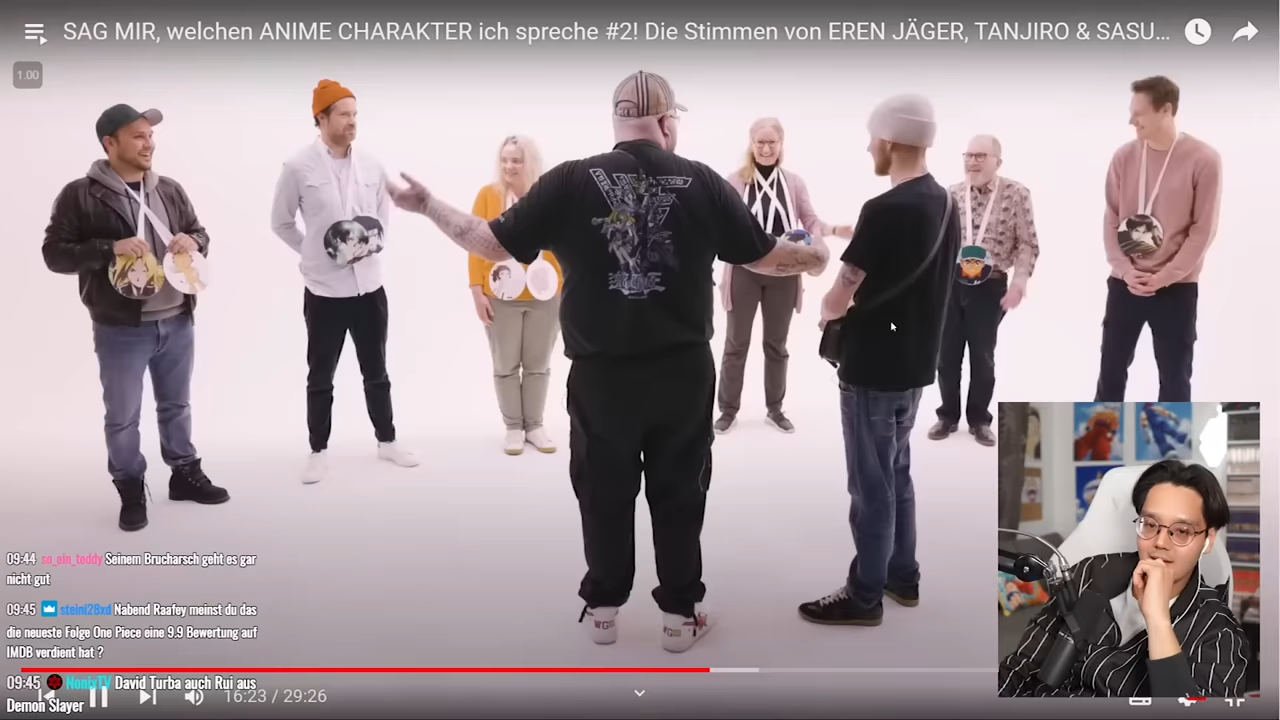 SAG MIR, welchen ANIME CHARAKTER ich spreche #2! Die Stimmen von EREN JÄGER, TANJIRO & SASU...
1.00
09:44 so_ein_teddy Seinem Brucharsch geht es gar
nicht gut
09:45 steini28xd Nabend Raafey meinst du das
die neueste Folge One Piece eine 9.9 Bewertung auf
IMDB verdient hat ?
09:45 NonixTV David Turba auch Rui aus
Demon Slayer
16:23 / 29:26